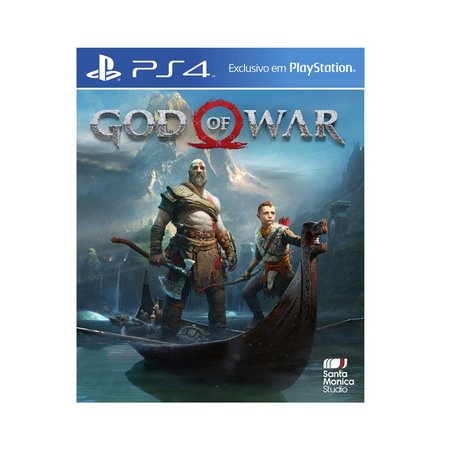 PS4 Exclusivo em PlayStation.
GOD OF WAR
Santa
Monica
Studio